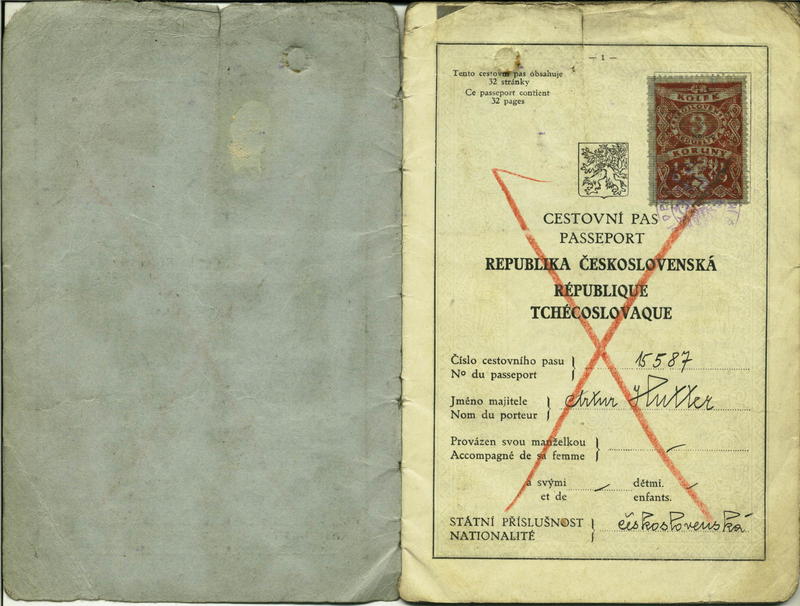 — 1 —
Tento cestovní pas obsahuje
32 stránky
Ce passeport contient
32 pages
KOLEK
3
KORUNY
CESTOVNÍ PAS
PASSEPORT
REPUBLIKA ČESKOSLOVENSKÁ
RÉPUBLIQUE
TCHÉCOSLOVAQUE
Číslo cestovního pasu
No du passeport
15587
Jméno majitele
Nom du porteur
Artur Hutter
Provázen svou manželkou
Accompagné de sa femme
—
a svými — dětmi.
et de enfants.
STÁTNÍ PŘÍSLUŠNOST
NATIONALITÉ
československá